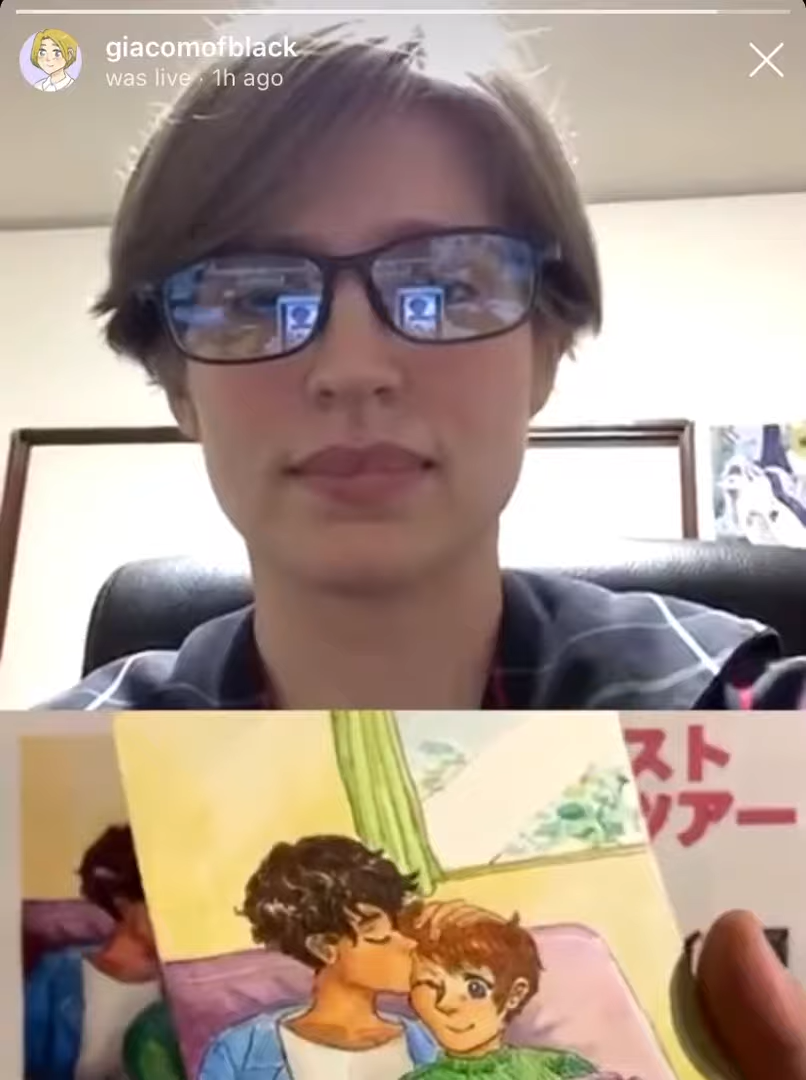 giacomofblack
was live · 1h ago
スト
ツアー